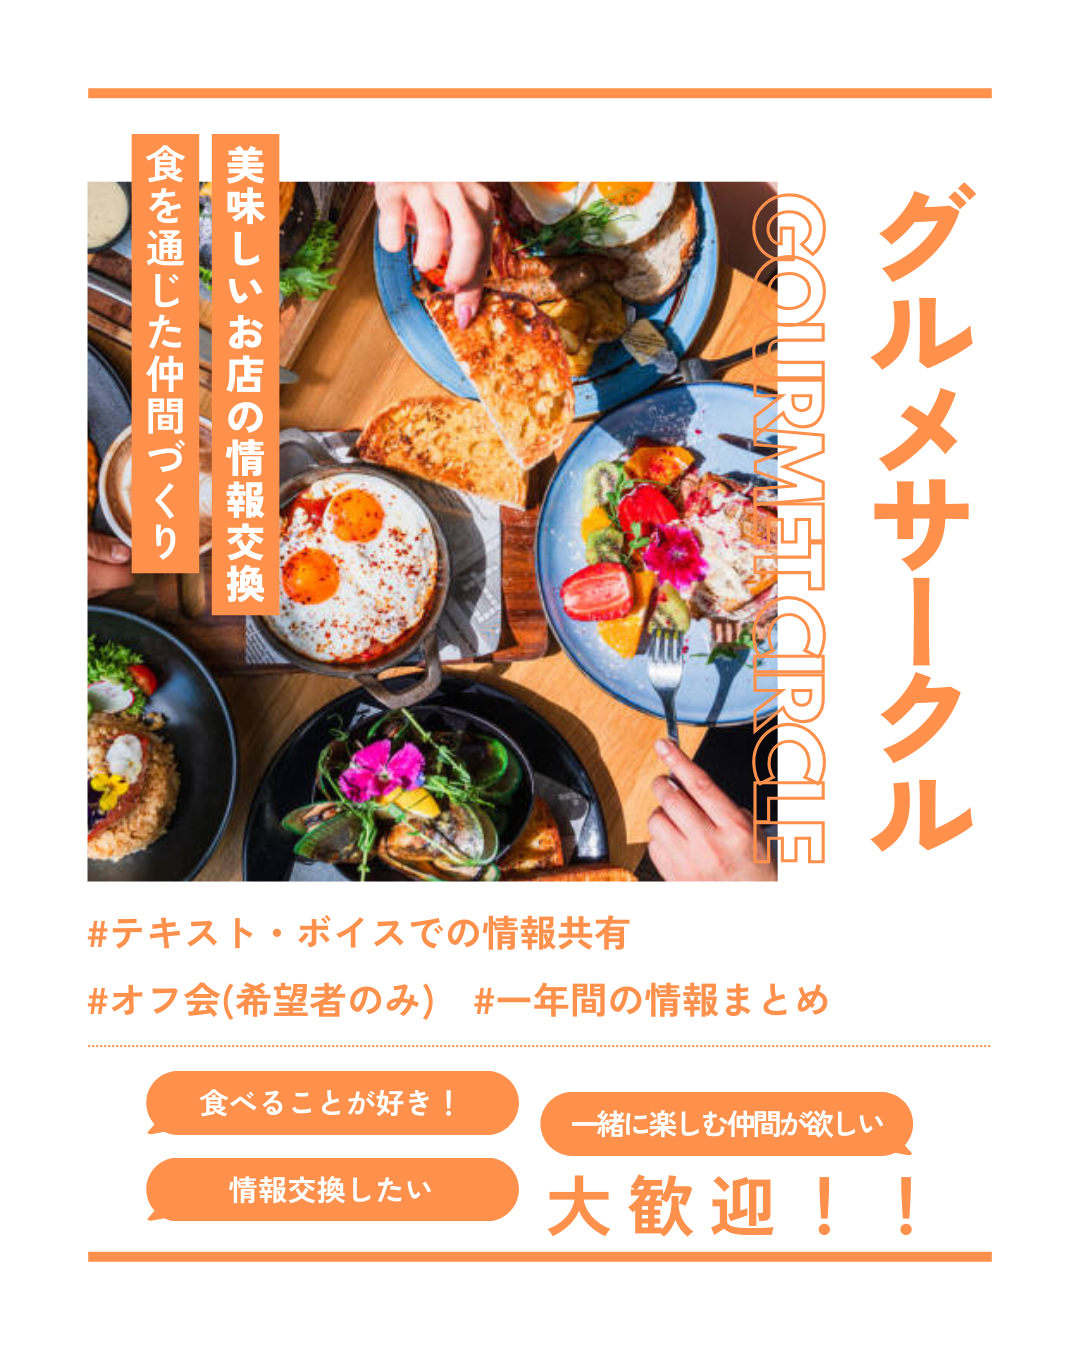 グルメサークル
GOURMET CIRCLE
美味しいお店の情報交換
食を通じた仲間づくり
#テキスト・ボイスでの情報共有
#オフ会(希望者のみ)　#一年間の情報まとめ
食べることが好き！
一緒に楽しむ仲間が欲しい
情報交換したい
大歓迎！！